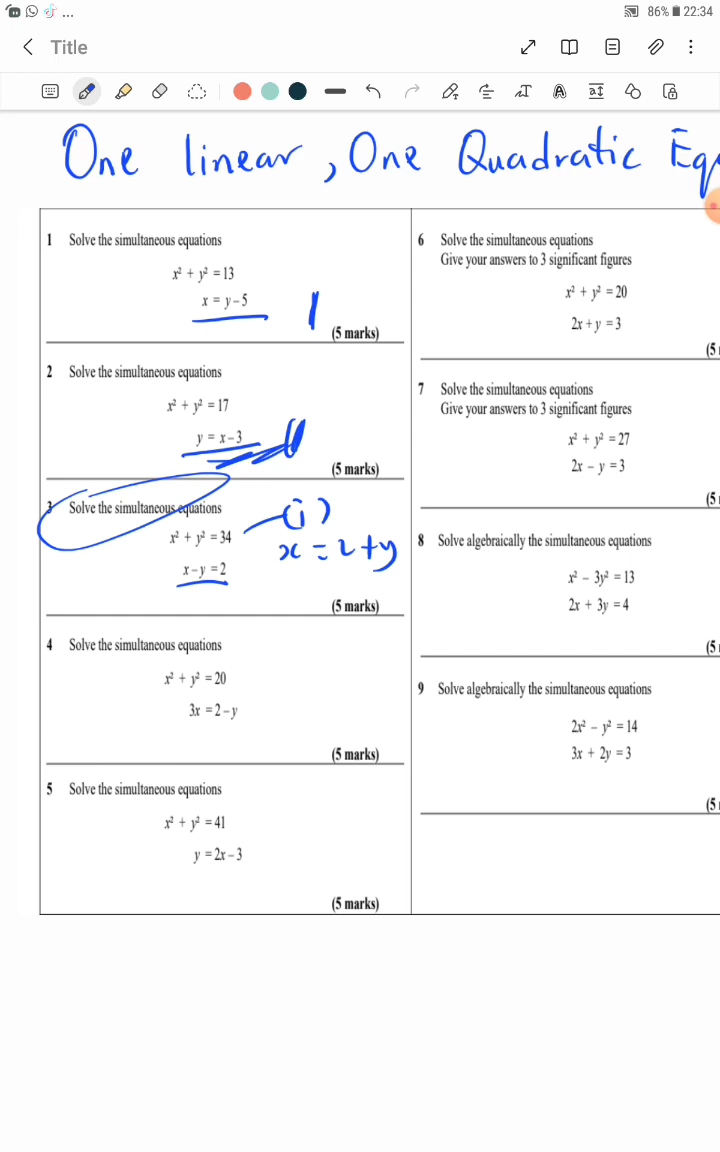 ... 86% 22:34
Title
One linear, One Quadratic Equ
1 Solve the simultaneous equations
x² + y² = 13
x = y – 5
(5 marks)
2 Solve the simultaneous equations
x² + y² = 17
y = x – 3
(5 marks)
3 Solve the simultaneous equations
x² + y² = 34
x – y = 2
(i)
x = 2 + y
(5 marks)
4 Solve the simultaneous equations
x² + y² = 20
3x = 2 – y
(5 marks)
5 Solve the simultaneous equations
x² + y² = 41
y = 2x – 3
(5 marks)
6 Solve the simultaneous equations
Give your answers to 3 significant figures
x² + y² = 20
2x + y = 3
(5
7 Solve the simultaneous equations
Give your answers to 3 significant figures
x² + y² = 27
2x – y = 3
(5
8 Solve algebraically the simultaneous equations
x² – 3y² = 13
2x + 3y = 4
(5
9 Solve algebraically the simultaneous equations
2x² – y² = 14
3x + 2y = 3
(5